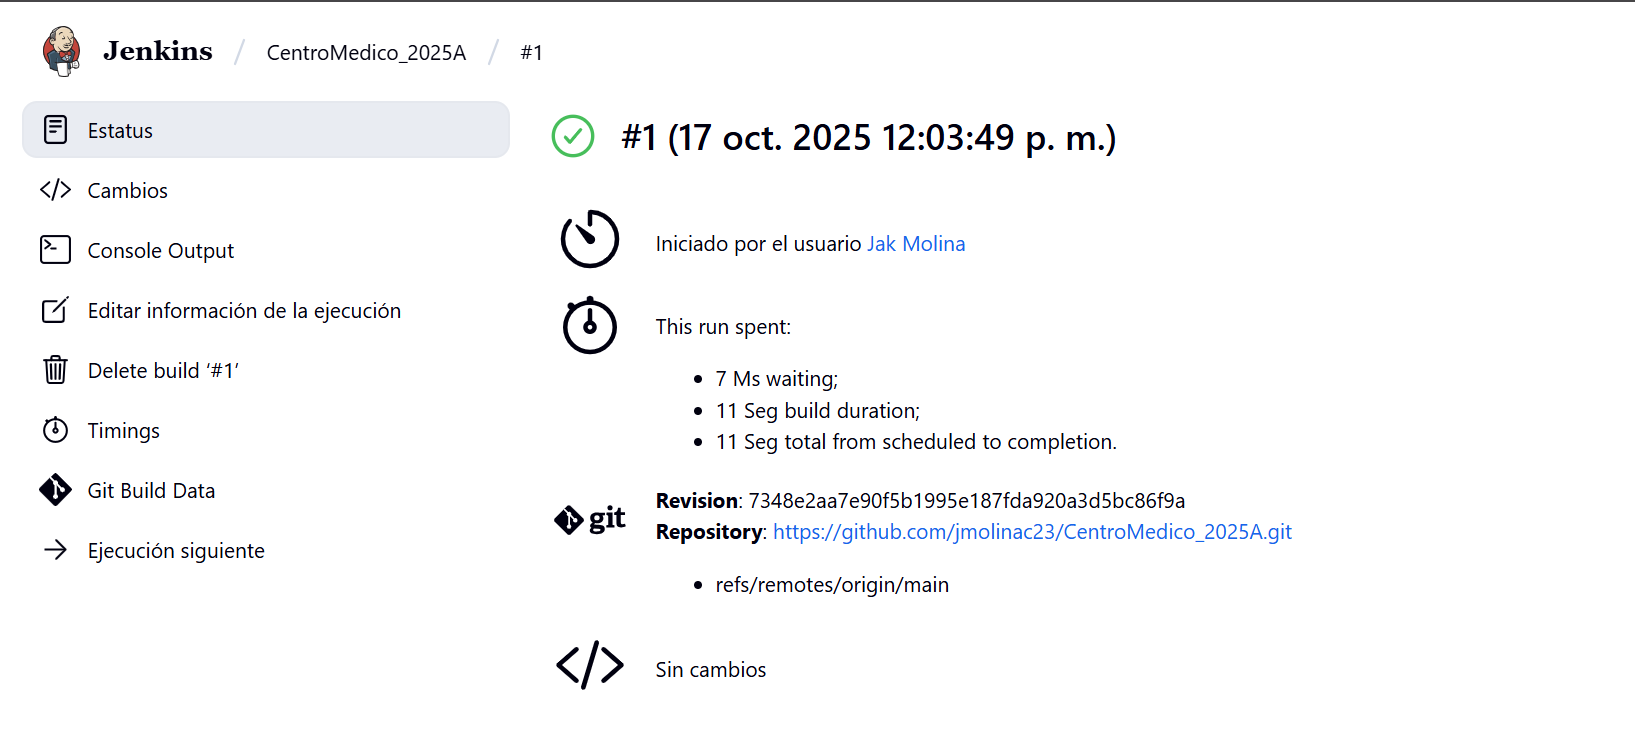 Jenkins / CentroMedico_2025A / #1
Estatus
Cambios
Console Output
Editar información de la ejecución
Delete build ‘#1’
Timings
Git Build Data
Ejecución siguiente
#1 (17 oct. 2025 12:03:49 p. m.)
Iniciado por el usuario Jak Molina
This run spent:
• 7 Ms waiting;
• 11 Seg build duration;
• 11 Seg total from scheduled to completion.
git
Revision: 7348e2aa7e90f5b1995e187fda920a3d5bc86f9a
Repository: https://github.com/jmolinac23/CentroMedico_2025A.git
• refs/remotes/origin/main
Sin cambios